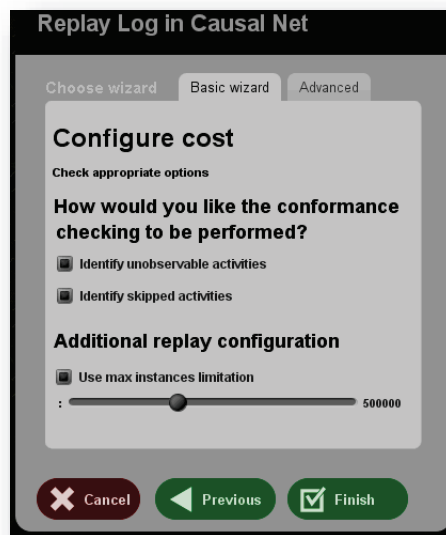 Replay Log in Causal Net
Choose wizard Basic wizard Advanced
Configure cost
Check appropriate options
How would you like the conformance
checking to be performed?
Identify unobservable activities
Identify skipped activities
Additional replay configuration
Use max instances limitation
: 500000
Cancel Previous Finish